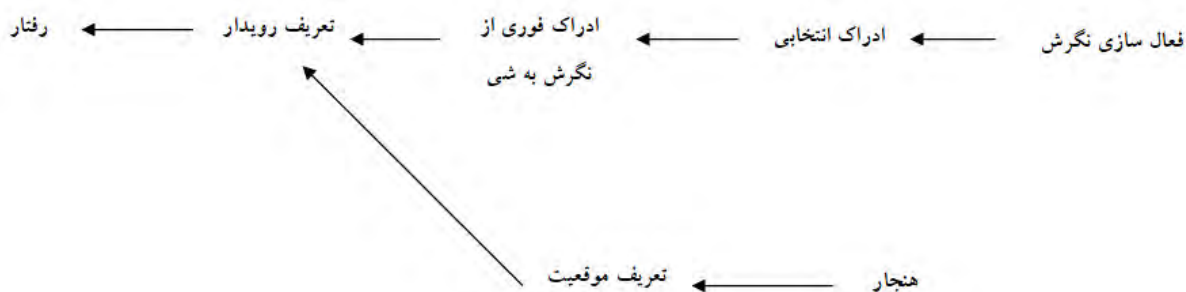 فعال سازی نگرش
ادراک انتخابی
ادراک فوری از
نگرش به شی
تعریف رویدار
رفتار
هنجار
تعریف موقعیت